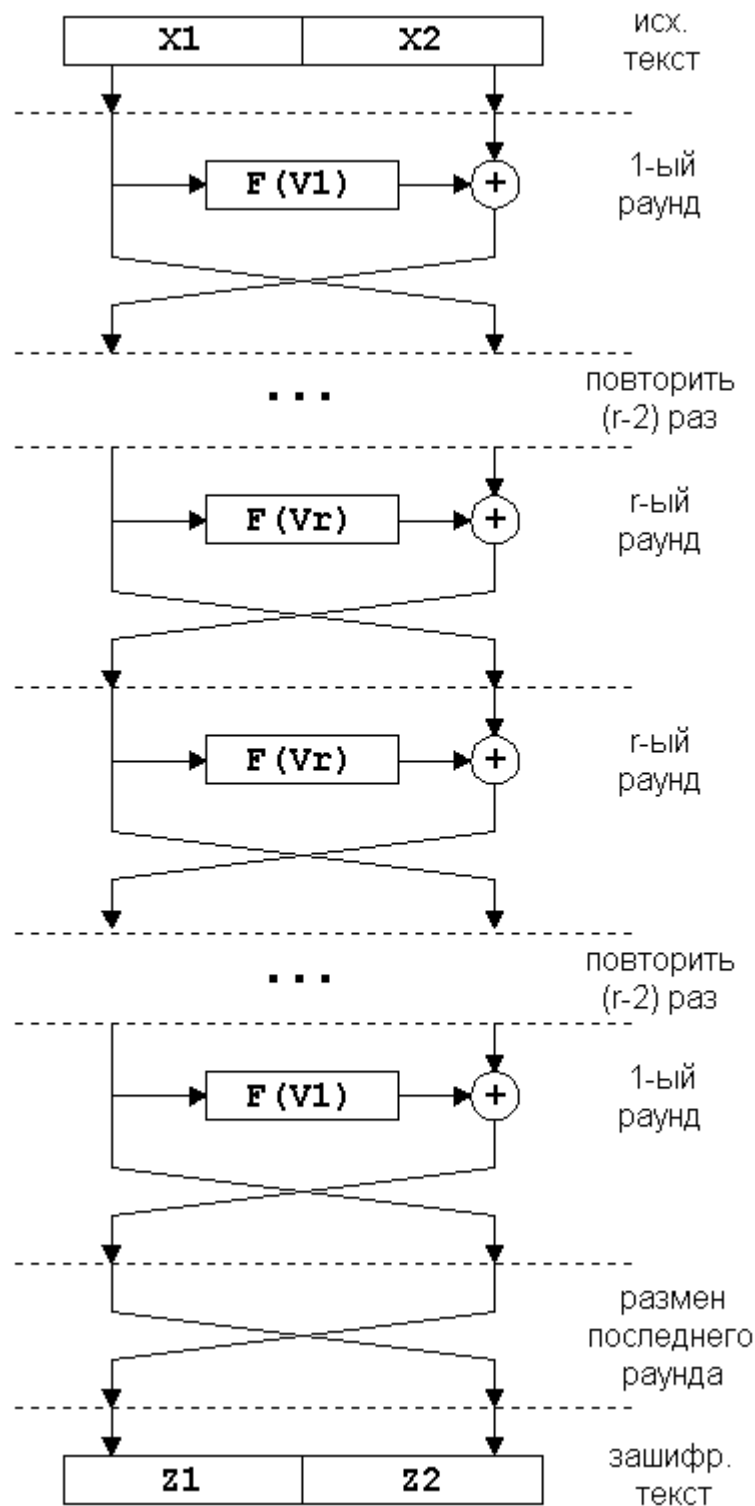 X1 X2
исх.
текст
F(V1) +
1-ый
раунд
...
повторить
(r-2) раз
F(Vr) +
r-ый
раунд
F(Vr) +
r-ый
раунд
...
повторить
(r-2) раз
F(V1) +
1-ый
раунд
размен
последнего
раунда
Z1 Z2
зашифр.
текст